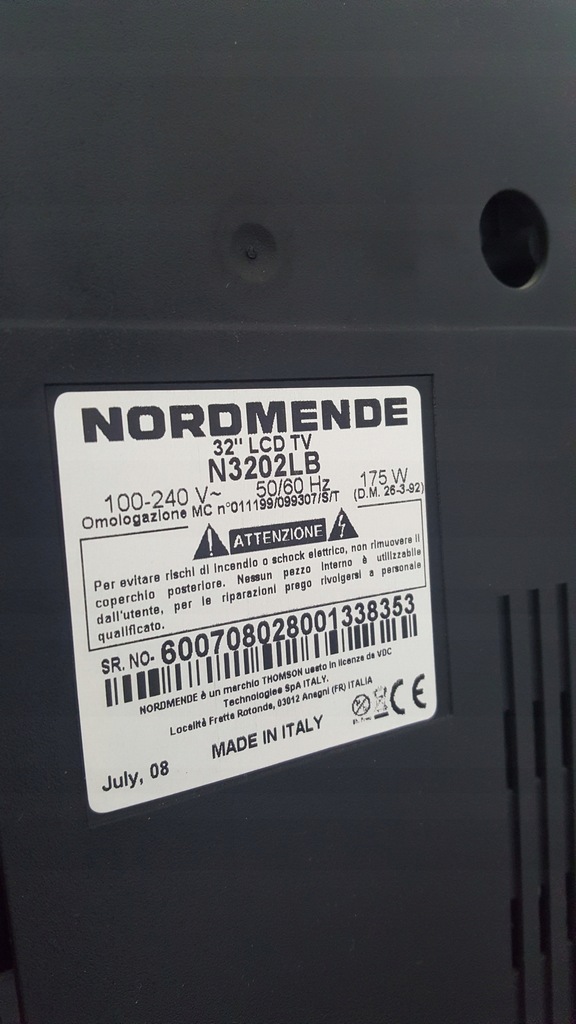 NORDMENDE
32" LCD TV
N3202LB
100-240 V~ 50/60 Hz 175 W
Omologazione MC n°011199/099307/S/T (D.M. 26-3-92)
ATTENZIONE
Per evitare rischi di incendio o schock elettrico, non rimuovere il
coperchio posteriore. Nessun pezzo interno è utilizzabile
dall'utente, per le riparazioni prego rivolgersi a personale
qualificato.
SR. NO- 600708028001338353
NORDMENDE è un marchio THOMSON usato in licenza da VDC
Technologies SpA ITALY.
Località Fratta Rotonda, 03012 Anagni (FR) ITALIA
CE
MADE IN ITALY
July, 08